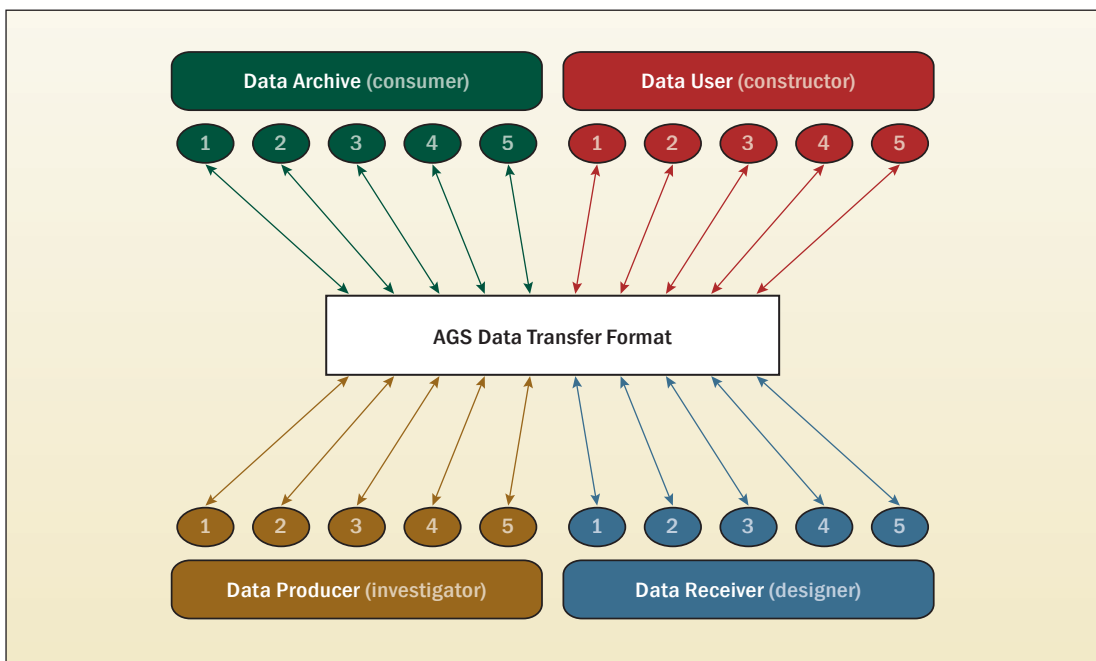 Data Archive (consumer)
Data User (constructor)
1 2 3 4 5
1 2 3 4 5
AGS Data Transfer Format
1 2 3 4 5
1 2 3 4 5
Data Producer (investigator)
Data Receiver (designer)